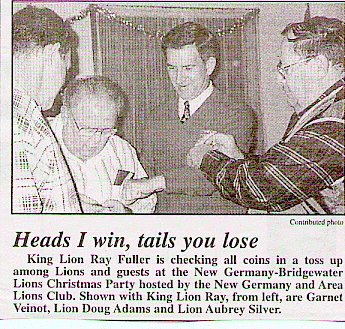 Contributed photo
Heads I win, tails you lose
King Lion Ray Fuller is checking all coins in a toss up
among Lions and guests at the New Germany-Bridgewater
Lions Christmas Party hosted by the New Germany and Area
Lions Club. Shown with King Lion Ray, from left, are Garnet
Veinot, Lion Doug Adams and Lion Aubrey Silver.